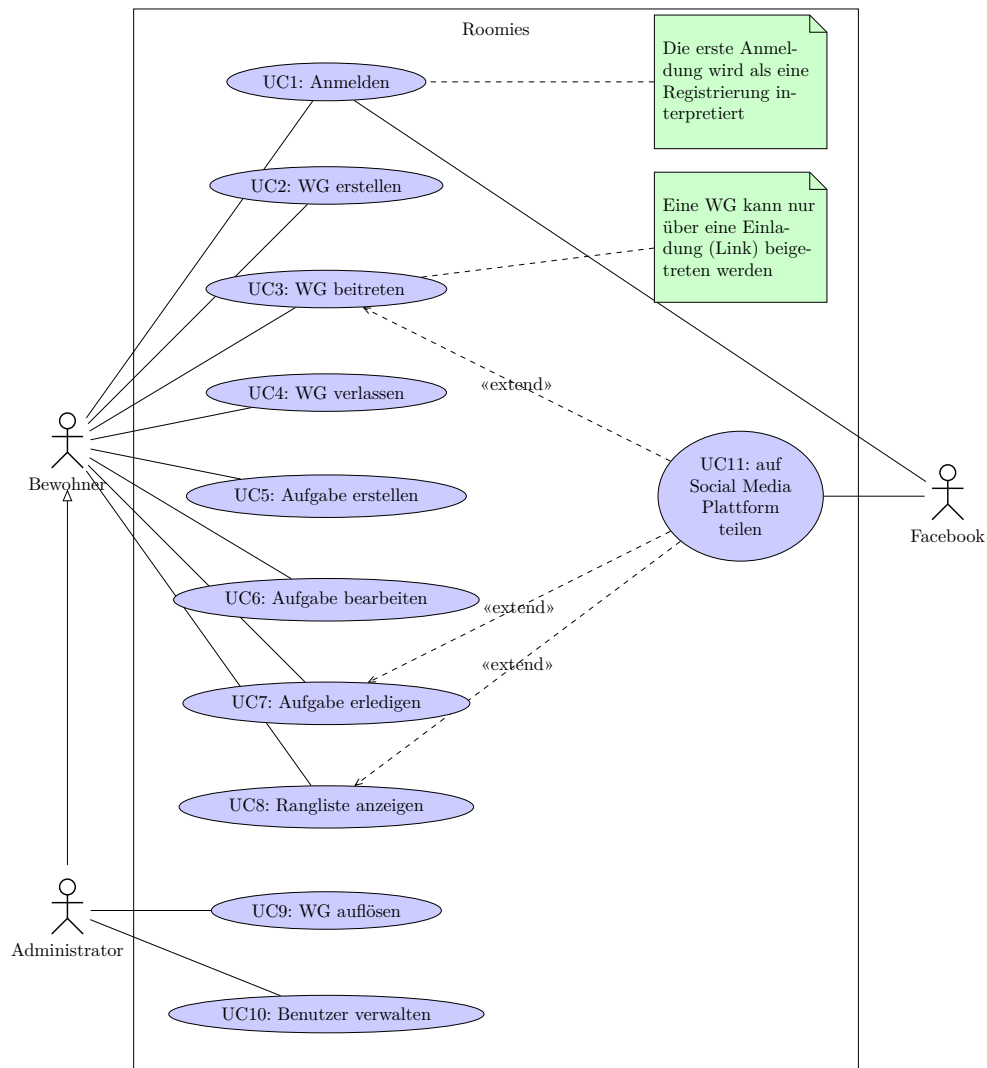 Roomies
Die erste Anmel-
dung wird als eine
Registrierung in-
terpretiert
UC1: Anmelden
UC2: WG erstellen
Eine WG kann nur
über eine Einla-
dung (Link) beige-
treten werden
UC3: WG beitreten
«extend»
UC4: WG verlassen
Bewohner
UC5: Aufgabe erstellen
UC11: auf
Social Media
Plattform
teilen
Facebook
UC6: Aufgabe bearbeiten
«extend»
«extend»
UC7: Aufgabe erledigen
UC8: Rangliste anzeigen
UC9: WG auflösen
Administrator
UC10: Benutzer verwalten